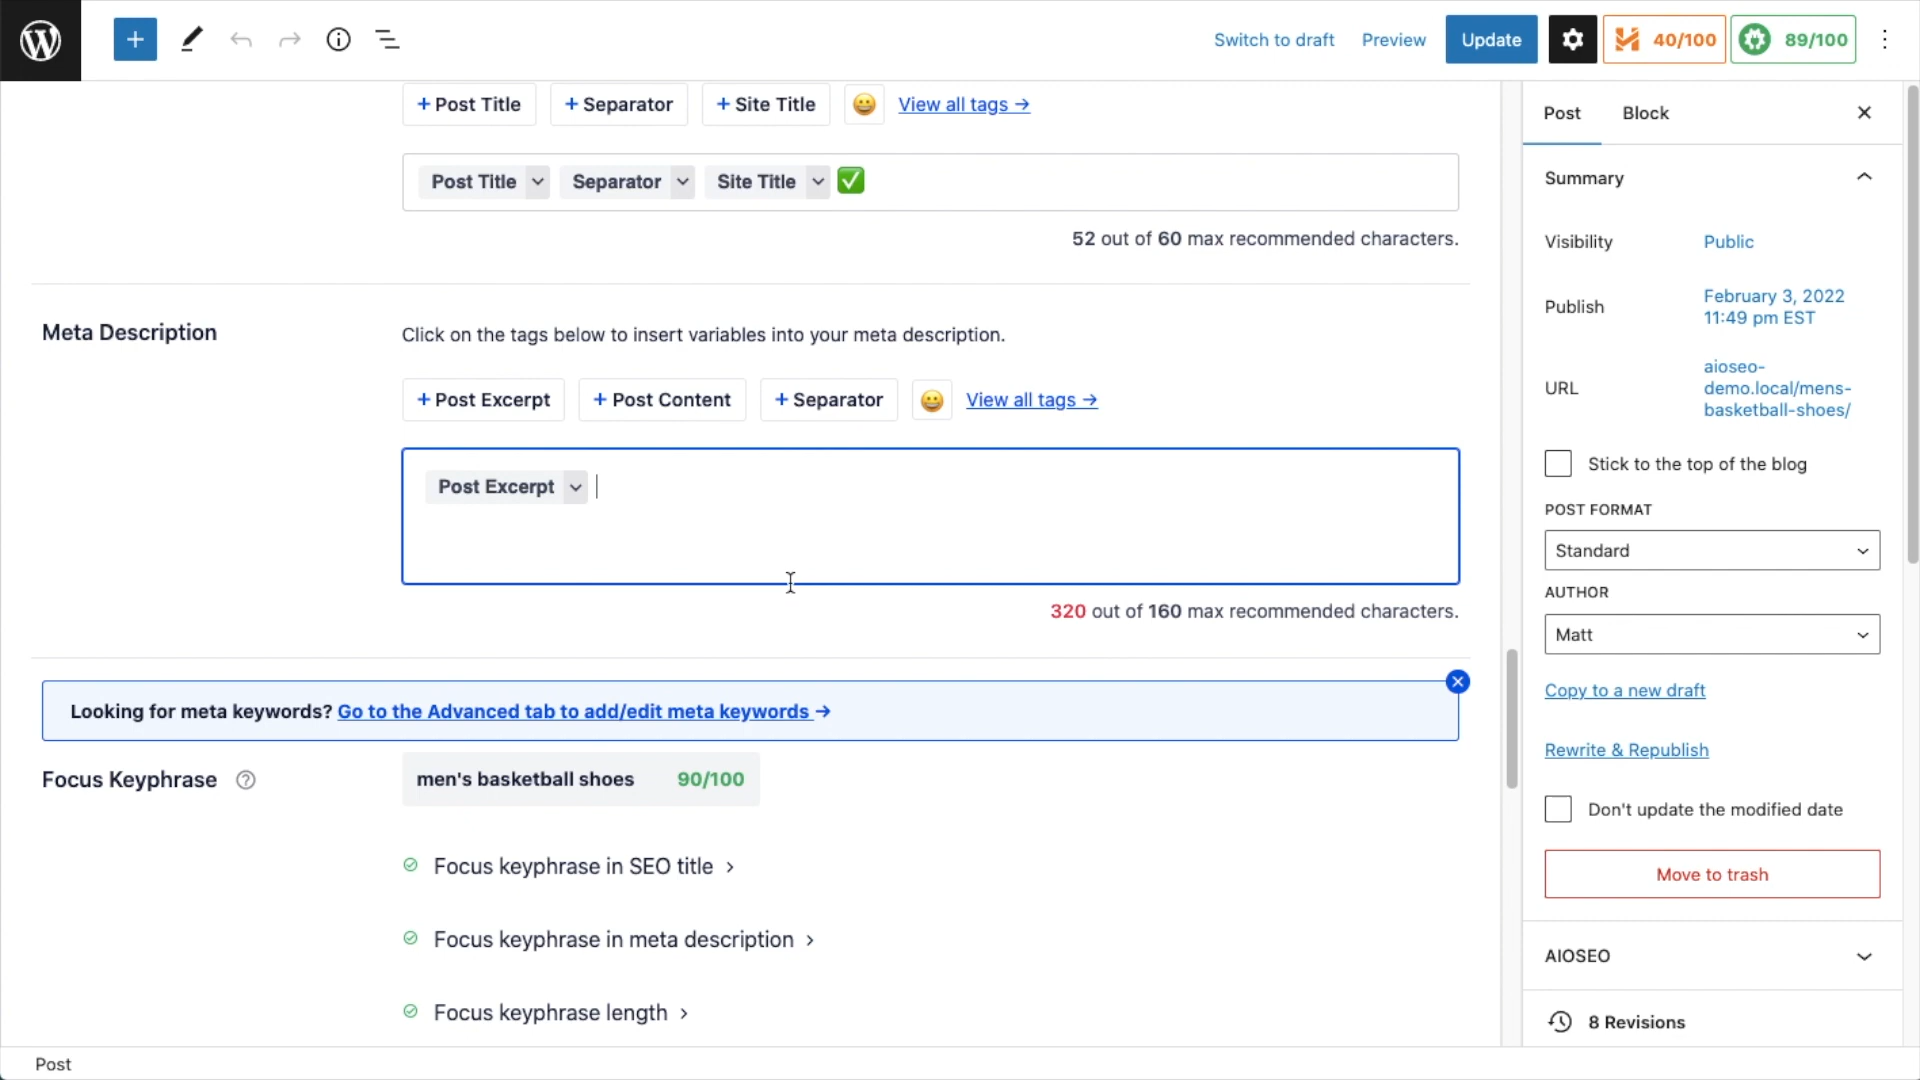 Switch to draft
Preview
Update
40/100
89/100
+ Post Title
+ Separator
+ Site Title
View all tags →
Post Title
Separator
Site Title
52 out of 60 max recommended characters.
Meta Description
Click on the tags below to insert variables into your meta description.
+ Post Excerpt
+ Post Content
+ Separator
View all tags →
Post Excerpt
320 out of 160 max recommended characters.
Looking for meta keywords? Go to the Advanced tab to add/edit meta keywords →
Focus Keyphrase
men's basketball shoes 90/100
Focus keyphrase in SEO title
Focus keyphrase in meta description
Focus keyphrase length
Post
Post
Block
Summary
Visibility
Public
Publish
February 3, 2022
11:49 pm EST
URL
aioseo-
demo.local/mens-
basketball-shoes/
Stick to the top of the blog
POST FORMAT
Standard
AUTHOR
Matt
Copy to a new draft
Rewrite & Republish
Don't update the modified date
Move to trash
AIOSEO
8 Revisions